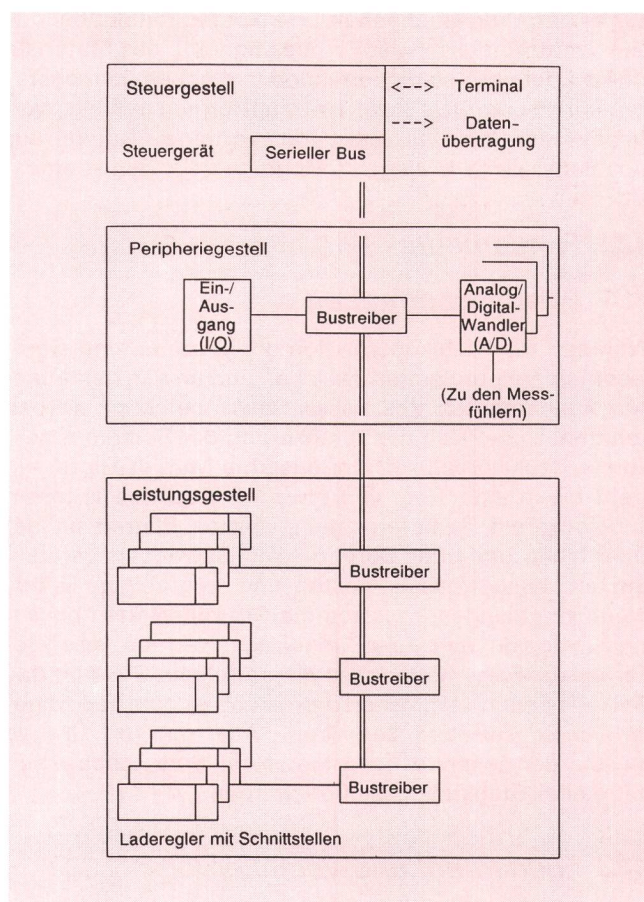 Steuergestell
<--> Terminal
--> Daten-
übertragung
Steuergerät
Serieller Bus
Peripheriegestell
Ein-/
Aus-
gang
(I/O)
Bustreiber
Analog/
Digital-
Wandler
(A/D)
(Zu den Mess-
fühlern)
Leistungsgestell
Bustreiber
Bustreiber
Bustreiber
Laderegler mit Schnittstellen